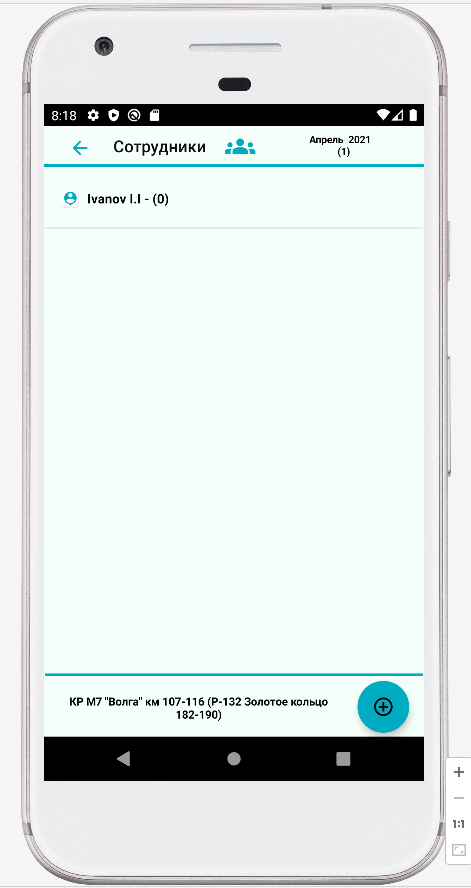 8:18
Сотрудники
Апрель 2021
(1)
Ivanov I.I - (0)
КР М7 "Волга" км 107-116 (Р-132 Золотое кольцо
182-190)
1:1